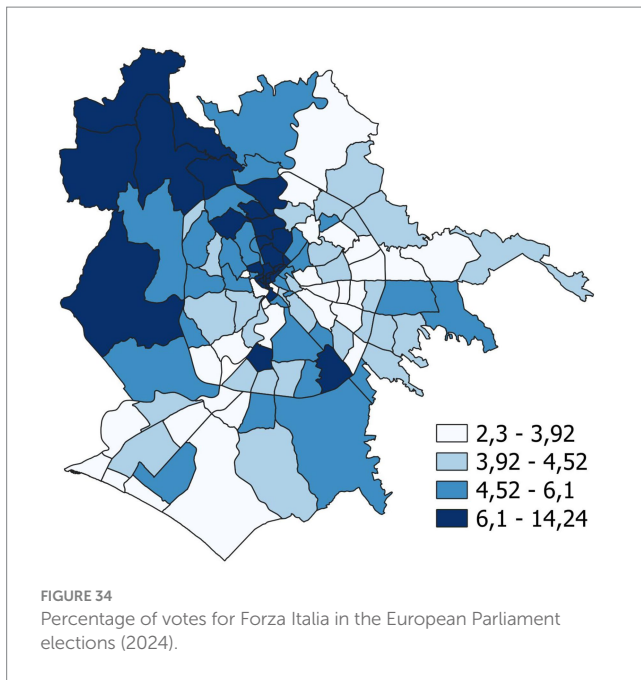 2,3 - 3,92
3,92 - 4,52
4,52 - 6,1
6,1 - 14,24
FIGURE 34
Percentage of votes for Forza Italia in the European Parliament
elections (2024).